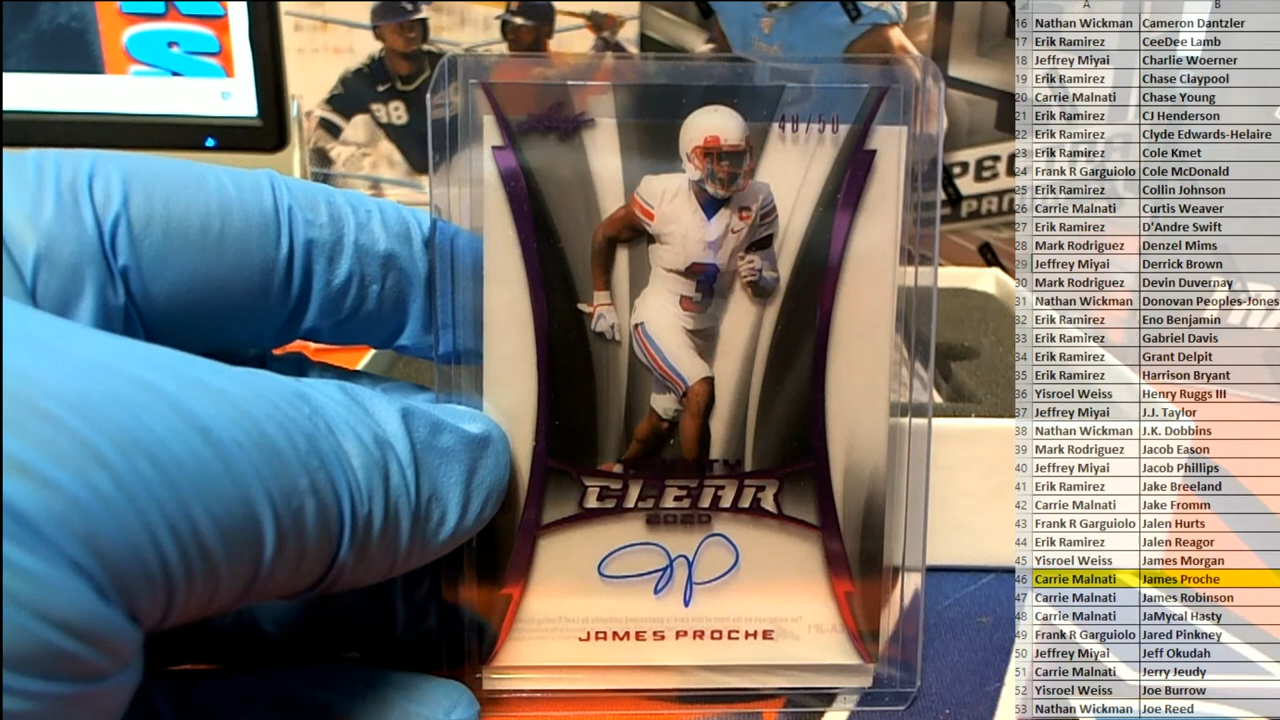 S
98
Leaf
48/50
3
C
CLEAR
2020
JAMES PROCHE
A B
16 Nathan Wickman Cameron Dantzler
17 Erik Ramirez CeeDee Lamb
18 Jeffrey Miyai Charlie Woerner
19 Erik Ramirez Chase Claypool
20 Carrie Malnati Chase Young
21 Erik Ramirez CJ Henderson
22 Erik Ramirez Clyde Edwards-Helaire
23 Erik Ramirez Cole Kmet
24 Frank R Garguiolo Cole McDonald
25 Erik Ramirez Collin Johnson
26 Carrie Malnati Curtis Weaver
27 Erik Ramirez D'Andre Swift
28 Mark Rodriguez Denzel Mims
29 Jeffrey Miyai Derrick Brown
30 Mark Rodriguez Devin Duvernay
31 Nathan Wickman Donovan Peoples-Jones
32 Erik Ramirez Eno Benjamin
33 Erik Ramirez Gabriel Davis
34 Erik Ramirez Grant Delpit
35 Erik Ramirez Harrison Bryant
36 Yisroel Weiss Henry Ruggs III
37 Jeffrey Miyai J.J. Taylor
38 Nathan Wickman J.K. Dobbins
39 Mark Rodriguez Jacob Eason
40 Jeffrey Miyai Jacob Phillips
41 Erik Ramirez Jake Breeland
42 Carrie Malnati Jake Fromm
43 Frank R Garguiolo Jalen Hurts
44 Erik Ramirez Jalen Reagor
45 Yisroel Weiss James Morgan
46 Carrie Malnati James Proche
47 Carrie Malnati James Robinson
48 Carrie Malnati JaMycal Hasty
49 Frank R Garguiolo Jared Pinkney
50 Jeffrey Miyai Jeff Okudah
51 Carrie Malnati Jerry Jeudy
52 Yisroel Weiss Joe Burrow
53 Nathan Wickman Joe Reed